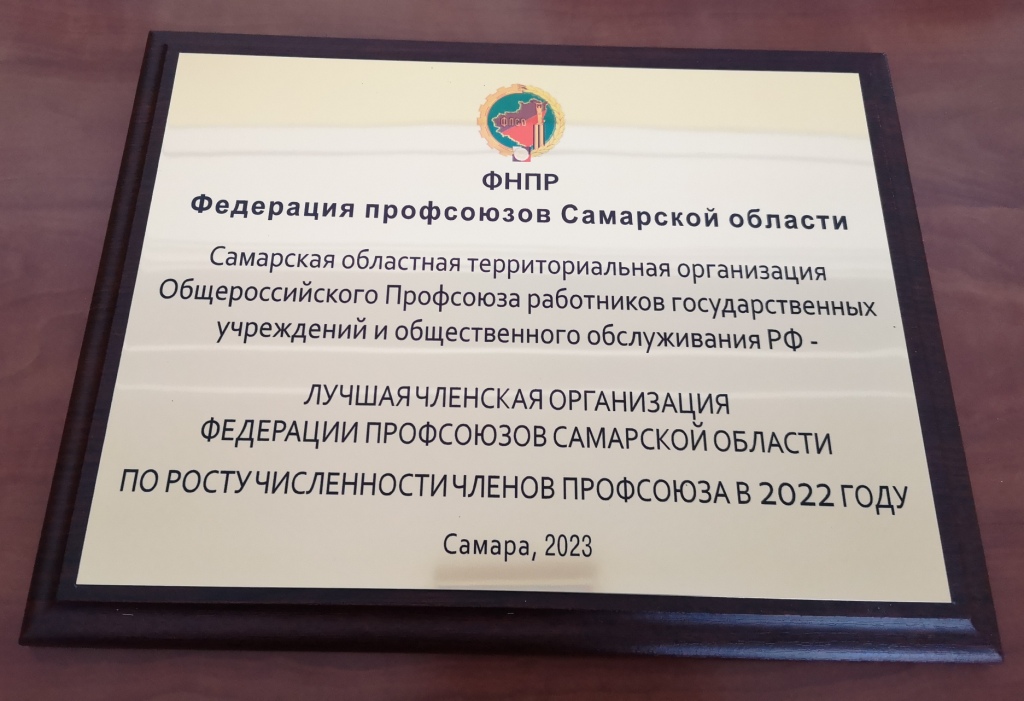 ФПСО
ФНПР
Федерация профсоюзов Самарской области
Самарская областная территориальная организация
Общероссийского Профсоюза работников государственных
учреждений и общественного обслуживания РФ -
ЛУЧШАЯ ЧЛЕНСКАЯ ОРГАНИЗАЦИЯ
ФЕДЕРАЦИИ ПРОФСОЮЗОВ САМАРСКОЙ ОБЛАСТИ
ПО РОСТУ ЧИСЛЕННОСТИ ЧЛЕНОВ ПРОФСОЮЗА В 2022 ГОДУ
Самара, 2023